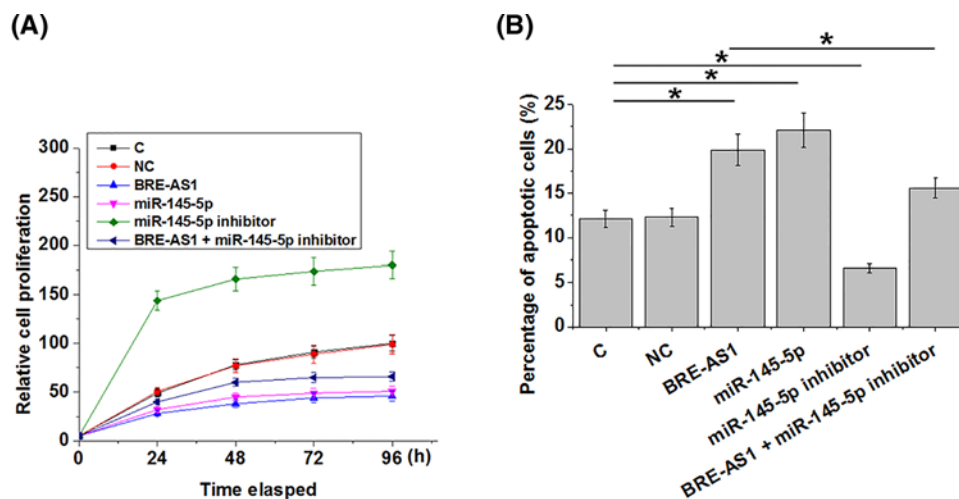 (A)
Relative cell proliferation
300
250
200
150
100
50
0
C
NC
BRE-AS1
miR-145-5p
miR-145-5p inhibitor
BRE-AS1 + miR-145-5p inhibitor
0 24 48 72 96 (h)
Time elasped
(B)
Percentage of apoptotic cells (%)
25
20
15
10
5
0
*
*
*
*
C
NC
BRE-AS1
miR-145-5p
miR-145-5p inhibitor
BRE-AS1 + miR-145-5p inhibitor